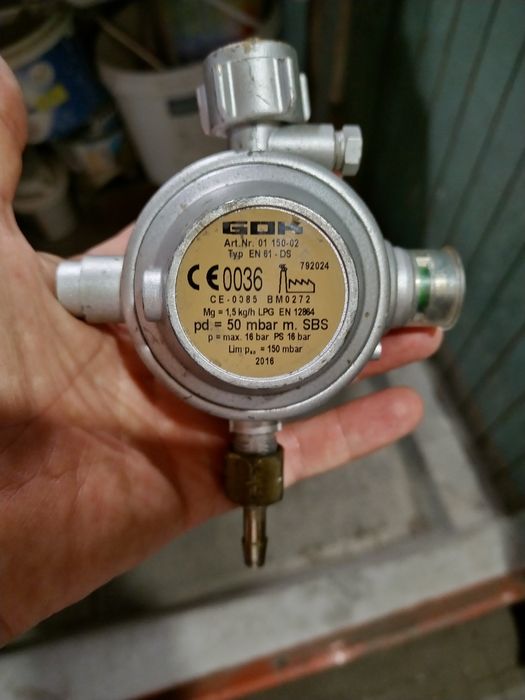 GOK
Art.Nr. 01 150-02
Typ EN 61 - DS
CE 0036 792024
CE-0085 BM0272
Mg = 1,5 kg/h LPG EN 12864
pd = 50 mbar m. SBS
p = max. 16 bar PS 16 bar
Lim = 150 mbar
2016